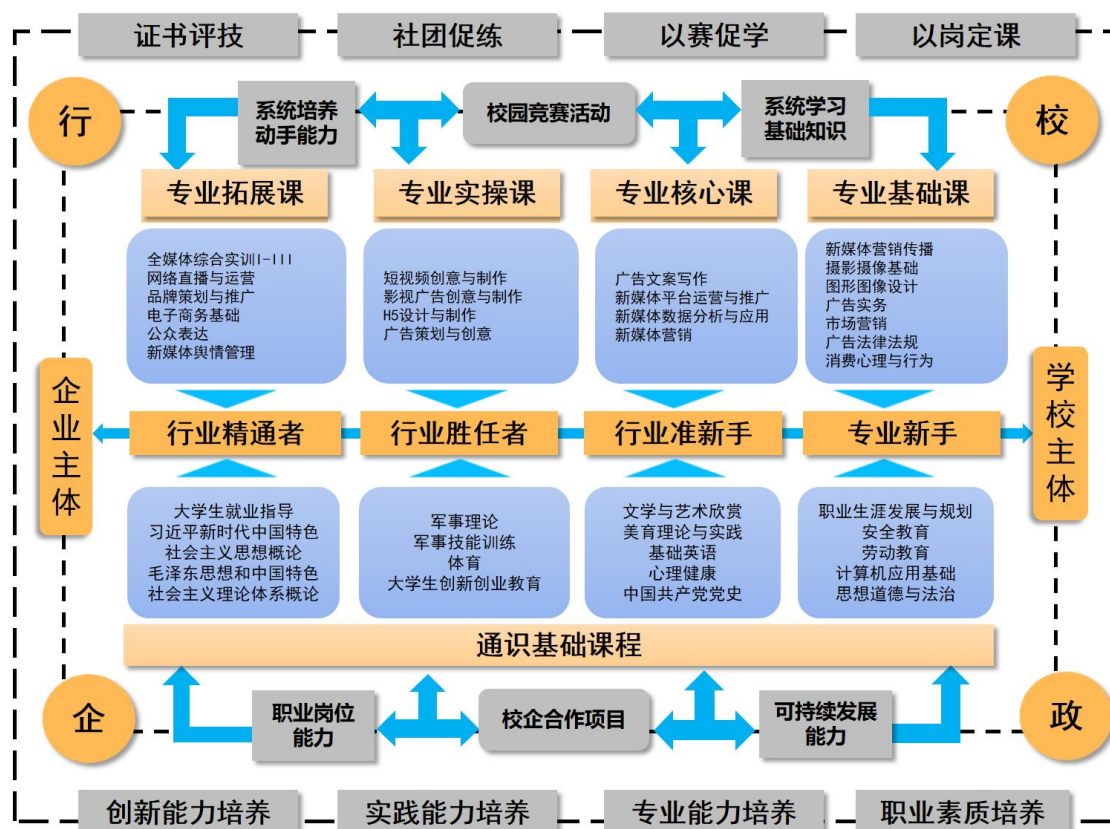 证书评技
社团促练
以赛促学
以岗定课
行
系统培养
动手能力
校园竞赛活动
系统学习
基础知识
校
专业拓展课
专业实操课
专业核心课
专业基础课
全媒体综合实训I-III
网络直播与运营
品牌策划与推广
电子商务基础
公众表达
新媒体舆情管理
短视频创意与制作
影视广告创意与制作
H5设计与制作
广告策划与创意
广告文案写作
新媒体平台运营与推广
新媒体数据分析与应用
新媒体营销
新媒体营销传播
摄影摄像基础
图形图像设计
广告实务
市场营销
广告法律法规
消费心理与行为
企业主体
行业精通者
行业胜任者
行业准新手
专业新手
学校主体
大学生就业指导
习近平新时代中国特色
社会主义思想概论
毛泽东思想和中国特色
社会主义理论体系概论
军事理论
军事技能训练
体育
大学生创新创业教育
文学与艺术欣赏
美育理论与实践
基础英语
心理健康
中国共产党党史
职业生涯发展与规划
安全教育
劳动教育
计算机应用基础
思想道德与法治
通识基础课程
企
职业岗位
能力
校企合作项目
可持续发展
能力
政
创新能力培养
实践能力培养
专业能力培养
职业素质培养